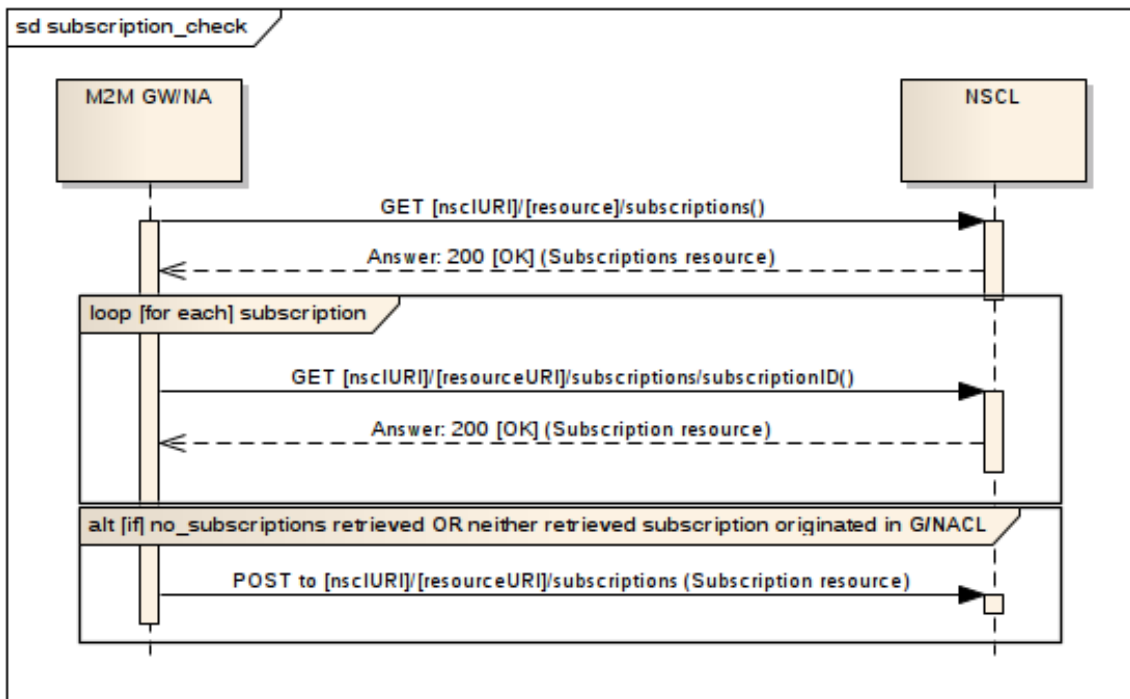 sd subscription_check
M2M GW/NA
NSCL
GET [nsclURI]/[resource]/subscriptions()
Answer: 200 [OK] (Subscriptions resource)
loop [for each] subscription
GET [nsclURI]/[resourceURI]/subscriptions/subscriptionID()
Answer: 200 [OK] (Subscription resource)
alt [if] no_subscriptions retrieved OR neither retrieved subscription originated in G/NACL
POST to [nsclURI]/[resourceURI]/subscriptions (Subscription resource)